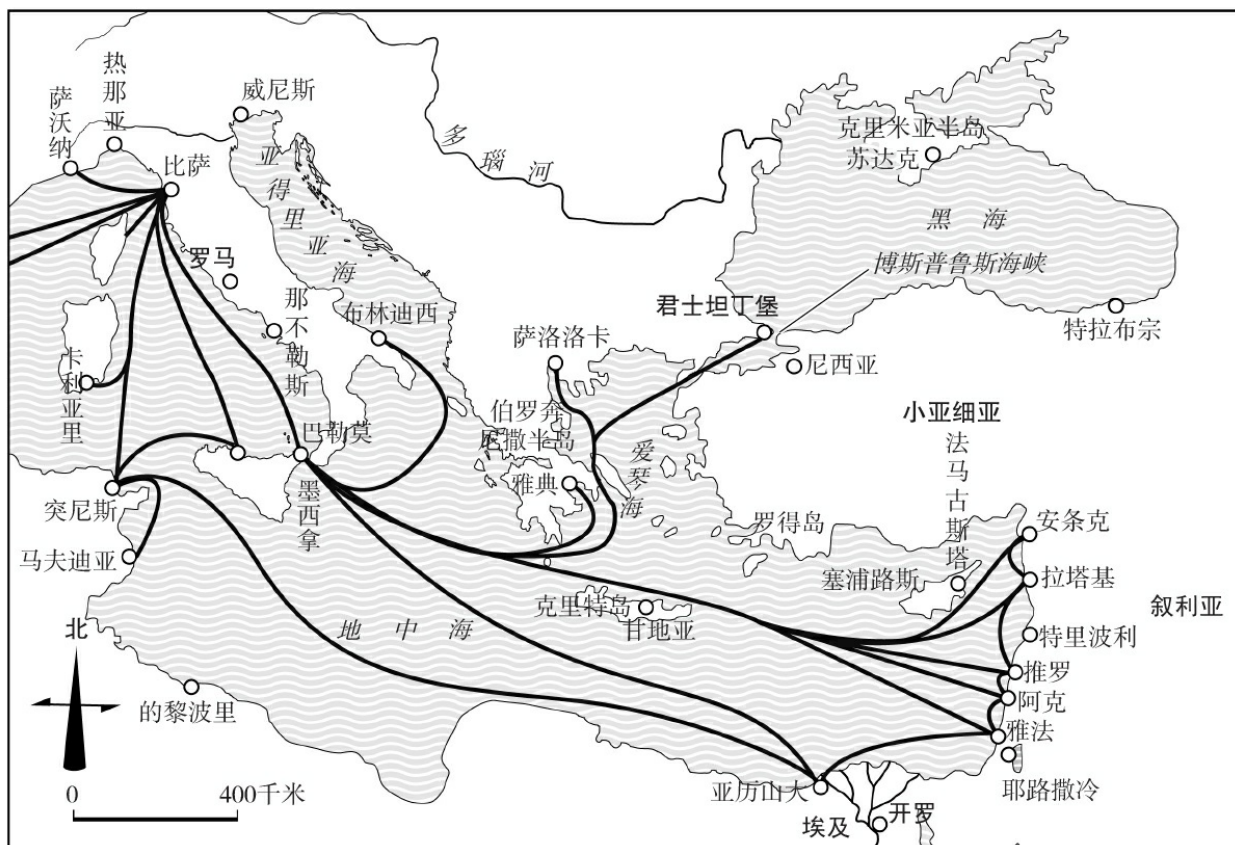 热那亚
萨沃纳
威尼斯
比萨
亚得里亚海
多瑙河
克里米亚半岛
苏达克
黑海
博斯普鲁斯海峡
罗马
那不勒斯
布林迪西
君士坦丁堡
萨洛洛卡
特拉布宗
尼西亚
卡利亚里
伯罗奔
尼撒半岛
小亚细亚
巴勒莫
墨西拿
雅典
爱琴海
法马古斯塔
突尼斯
罗得岛
安条克
马夫迪亚
塞浦路斯
拉塔基
叙利亚
克里特岛
甘地亚
特里波利
北
地中海
推罗
的黎波里
阿克
雅法
0
400千米
亚历山大
耶路撒冷
埃及
开罗